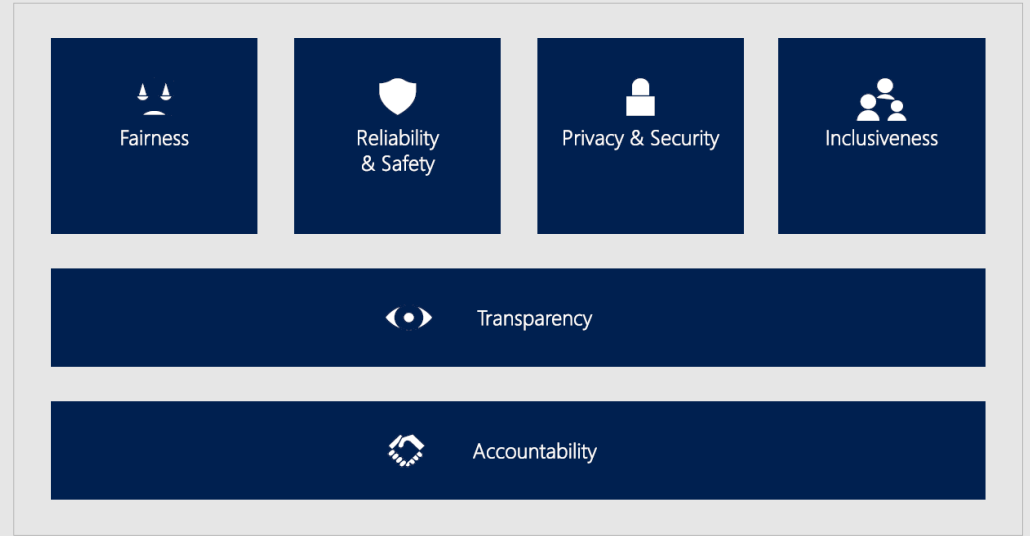 Fairness
Reliability
& Safety
Privacy & Security
Inclusiveness
Transparency
Accountability